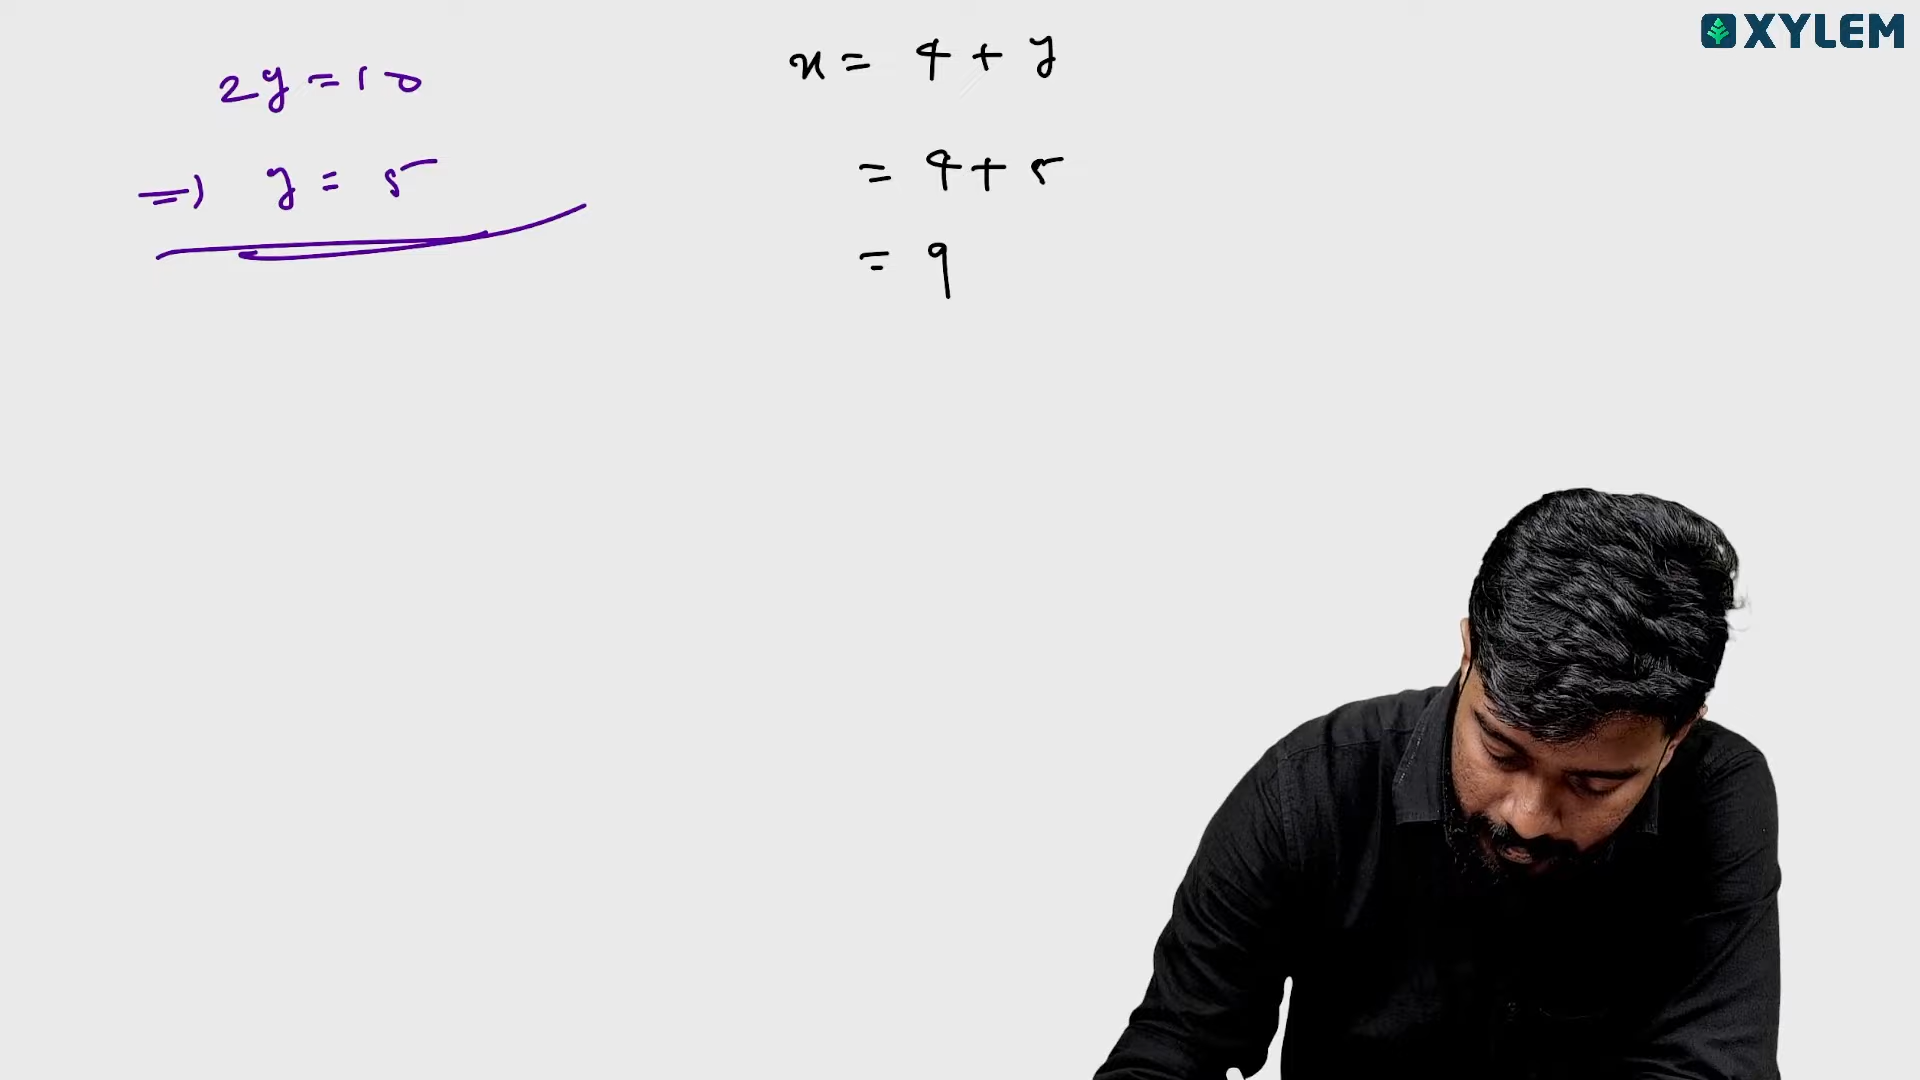 XYLEM
2y = 10
=> y = 5
x = 4 + y
= 4 + 5
= 9